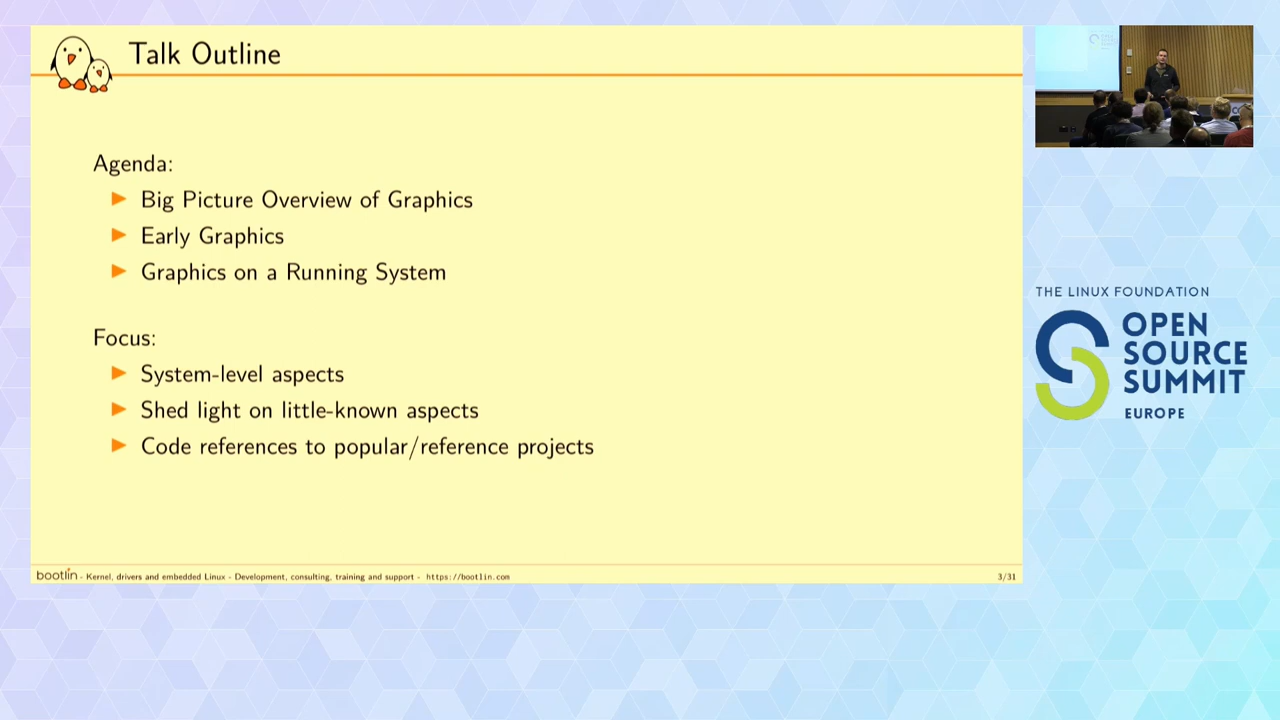 Talk Outline
Agenda:
Big Picture Overview of Graphics
Early Graphics
Graphics on a Running System
Focus:
System-level aspects
Shed light on little-known aspects
Code references to popular/reference projects
bootlin - Kernel, drivers and embedded Linux - Development, consulting, training and support - https://bootlin.com
3/31
THE LINUX FOUNDATION
OPEN
SOURCE
SUMMIT
EUROPE